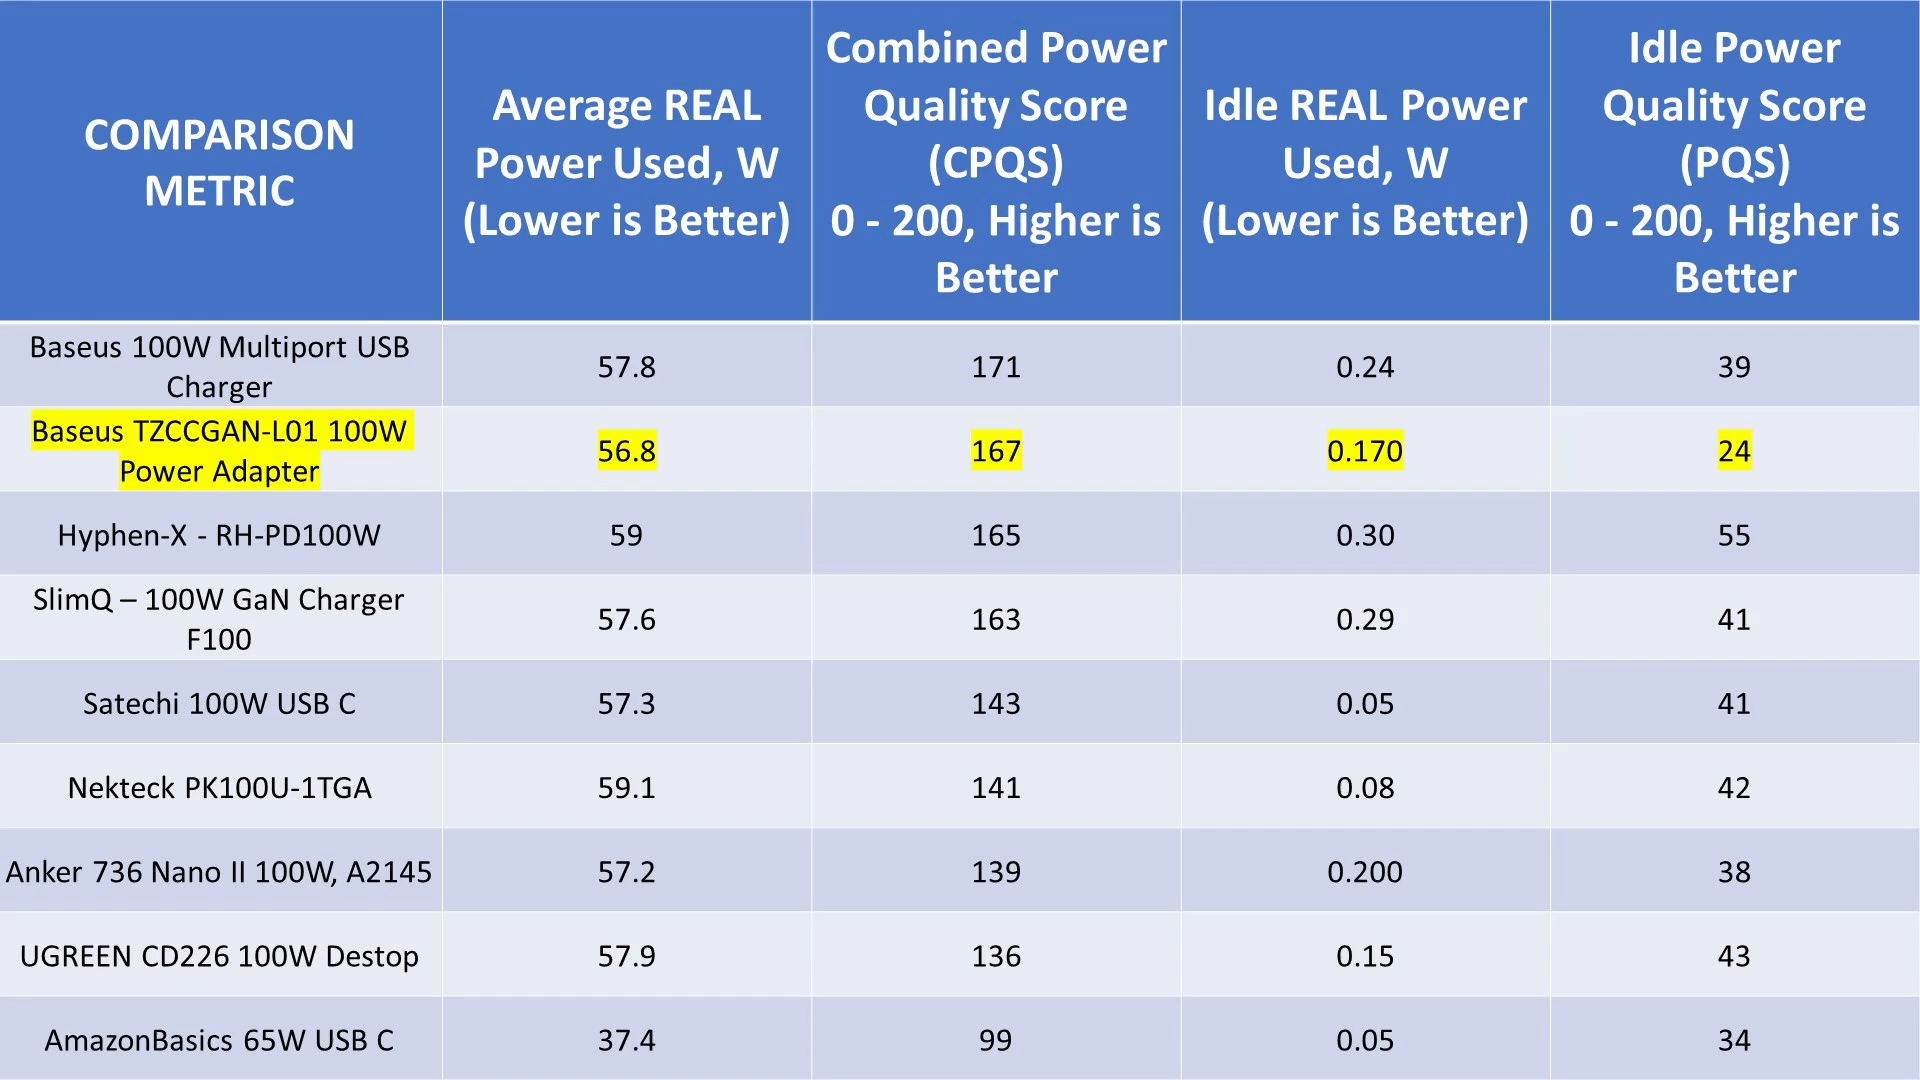 COMPARISON
METRIC
Average REAL
Power Used, W
(Lower is Better)
Combined Power
Quality Score
(CPQS)
0 - 200, Higher is
Better
Idle REAL Power
Used, W
(Lower is Better)
Idle Power
Quality Score
(PQS)
0 - 200, Higher is
Better
Baseus 100W Multiport USB
Charger
57.8
171
0.24
39
Baseus TZCCGAN-L01 100W
Power Adapter
56.8
167
0.170
24
Hyphen-X - RH-PD100W
59
165
0.30
55
SlimQ – 100W GaN Charger
F100
57.6
163
0.29
41
Satechi 100W USB C
57.3
143
0.05
41
Nekteck PK100U-1TGA
59.1
141
0.08
42
Anker 736 Nano II 100W, A2145
57.2
139
0.200
38
UGREEN CD226 100W Destop
57.9
136
0.15
43
AmazonBasics 65W USB C
37.4
99
0.05
34